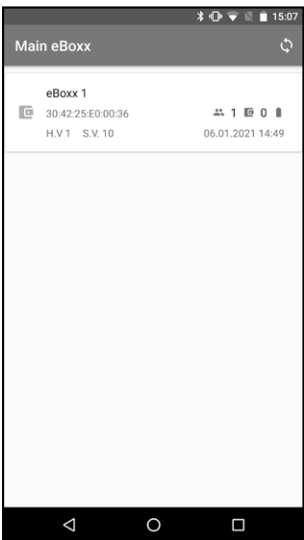 15:07
Main eBoxx
eBoxx 1
30:42:25:E0:00:36 1 0
H.V 1 S.V. 10 06.01.2021 14:49